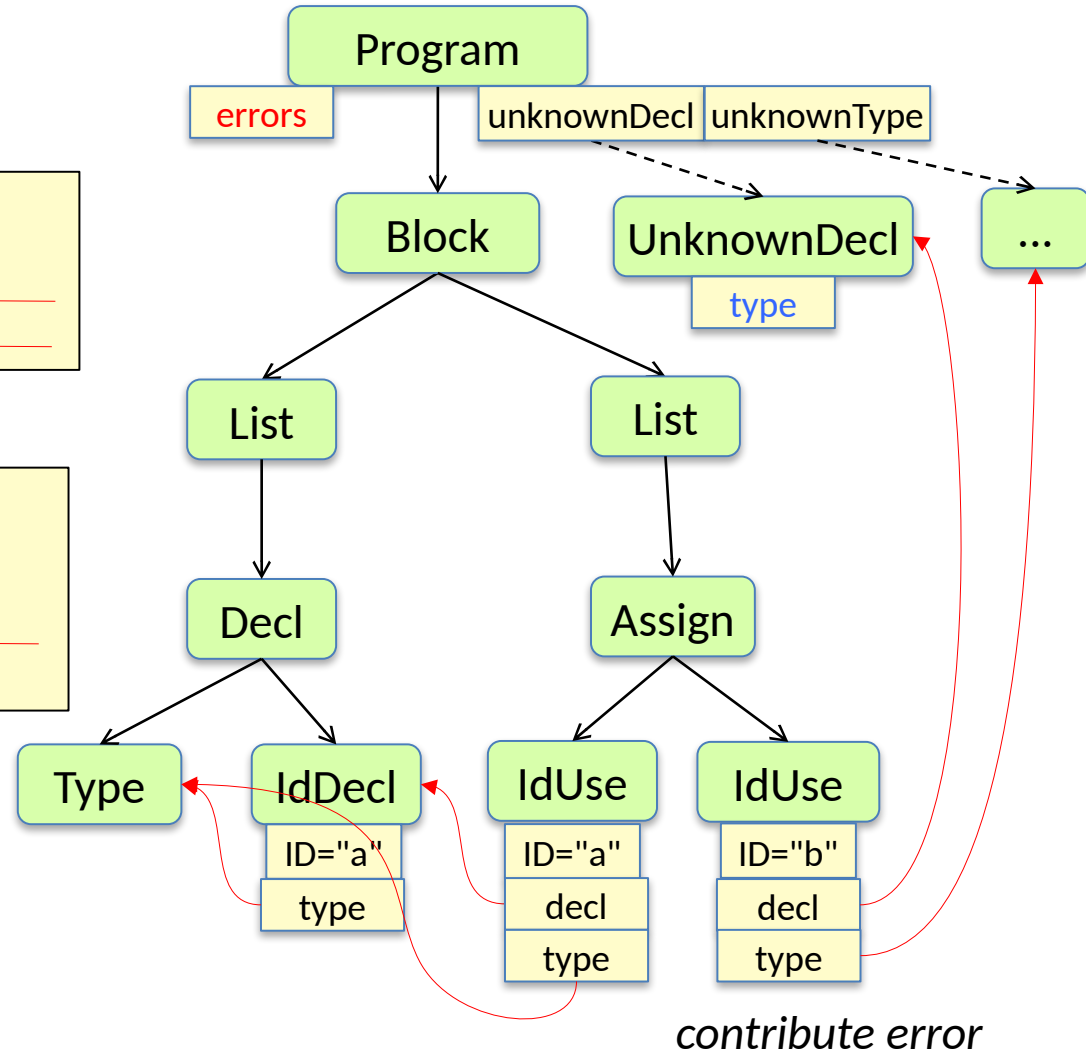 Program
errors
unknownDecl
unknownType
Block
UnknownDecl
...
type
List
List
Decl
Assign
Type
IdDecl
IdUse
IdUse
ID="a"
ID="a"
ID="b"
type
decl
decl
type
type
contribute error